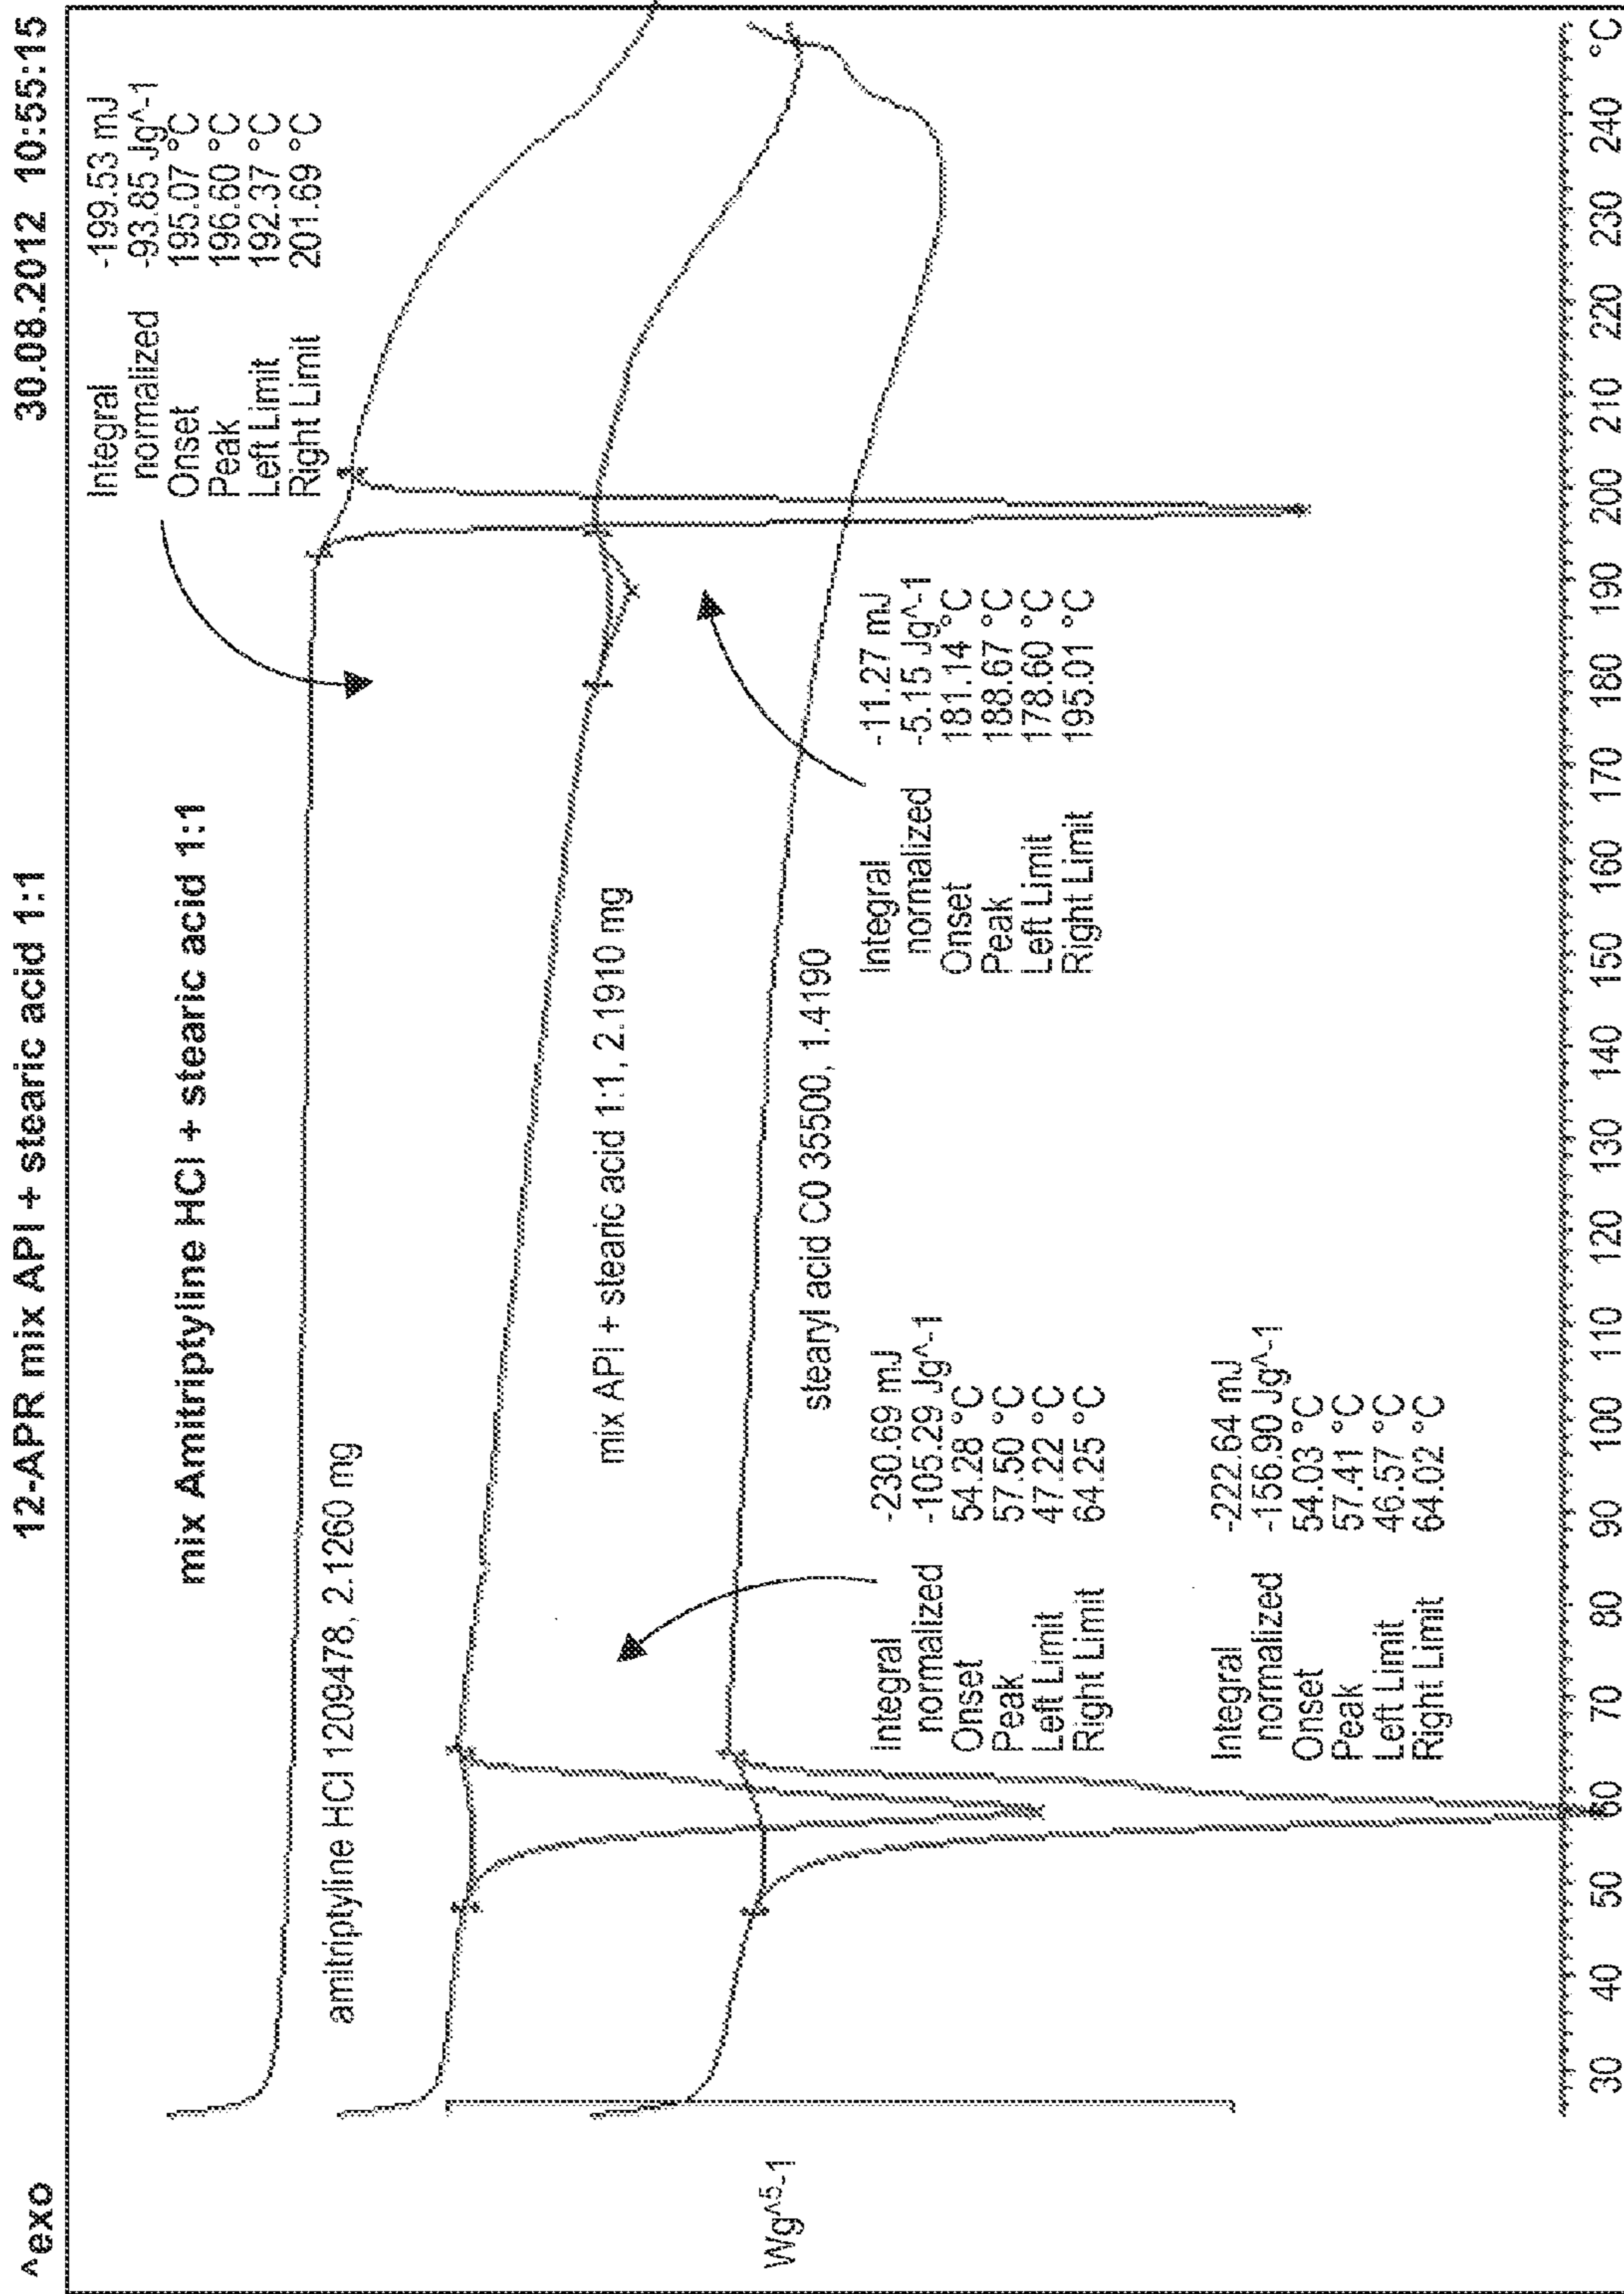 ^exo
12-APR mix API + stearic acid 1:1
30.08.2012 10:55:15
mix Amitriptyline HCl + stearic acid 1:1
Integral -199.53 mJ
normalized -93.85 Jg^-1
Onset 195.07 °C
Peak 196.60 °C
Left Limit 192.37 °C
Right Limit 201.69 °C
amitriptyline HCl 1209478, 2.1260 mg
mix API + stearic acid 1:1, 2.1910 mg
stearyl acid C0 35500, 1.4190
Integral -11.27 mJ
normalized -5.15 Jg^-1
Onset 181.14 °C
Peak 188.67 °C
Left Limit 178.60 °C
Right Limit 195.01 °C
Integral -230.69 mJ
normalized -105.29 Jg^-1
Onset 54.28 °C
Peak 57.50 °C
Left Limit 47.22 °C
Right Limit 64.25 °C
Integral -222.64 mJ
normalized -156.90 Jg^-1
Onset 54.03 °C
Peak 57.41 °C
Left Limit 46.57 °C
Right Limit 64.02 °C
Wg^5-1
30 40 50 60 70 80 90 100 110 120 130 140 150 160 170 180 190 200 210 220 230 240 °C